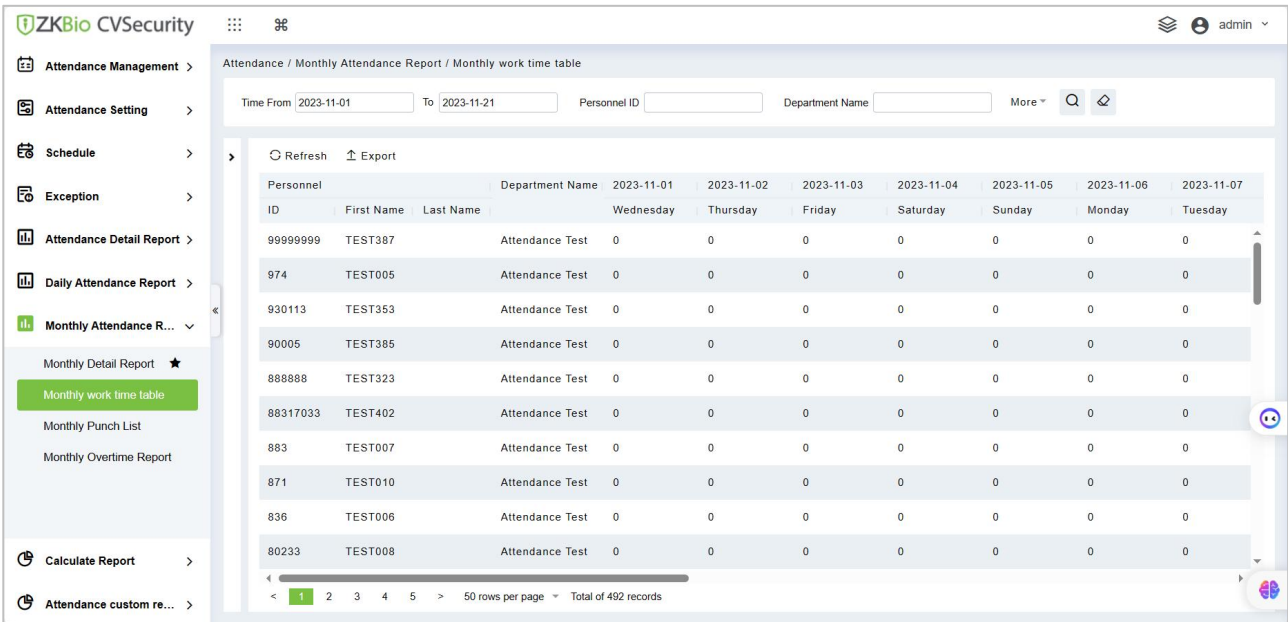 ZKBio CVSecurity
admin
Attendance Management
Attendance Setting
Schedule
Exception
Attendance Detail Report
Daily Attendance Report
Monthly Attendance R...
Monthly Detail Report
Monthly work time table
Monthly Punch List
Monthly Overtime Report
Calculate Report
Attendance custom re...
Attendance / Monthly Attendance Report / Monthly work time table
Time From 2023-11-01 To 2023-11-21 Personnel ID Department Name More
Refresh Export
Personnel Department Name 2023-11-01 2023-11-02 2023-11-03 2023-11-04 2023-11-05 2023-11-06 2023-11-07
ID First Name Last Name Wednesday Thursday Friday Saturday Sunday Monday Tuesday
99999999 TEST387 Attendance Test 0 0 0 0 0 0 0
974 TEST005 Attendance Test 0 0 0 0 0 0 0
930113 TEST353 Attendance Test 0 0 0 0 0 0 0
90005 TEST385 Attendance Test 0 0 0 0 0 0 0
888888 TEST323 Attendance Test 0 0 0 0 0 0 0
88317033 TEST402 Attendance Test 0 0 0 0 0 0 0
883 TEST007 Attendance Test 0 0 0 0 0 0 0
871 TEST010 Attendance Test 0 0 0 0 0 0 0
836 TEST006 Attendance Test 0 0 0 0 0 0 0
80233 TEST008 Attendance Test 0 0 0 0 0 0 0
< 1 2 3 4 5 > 50 rows per page Total of 492 records